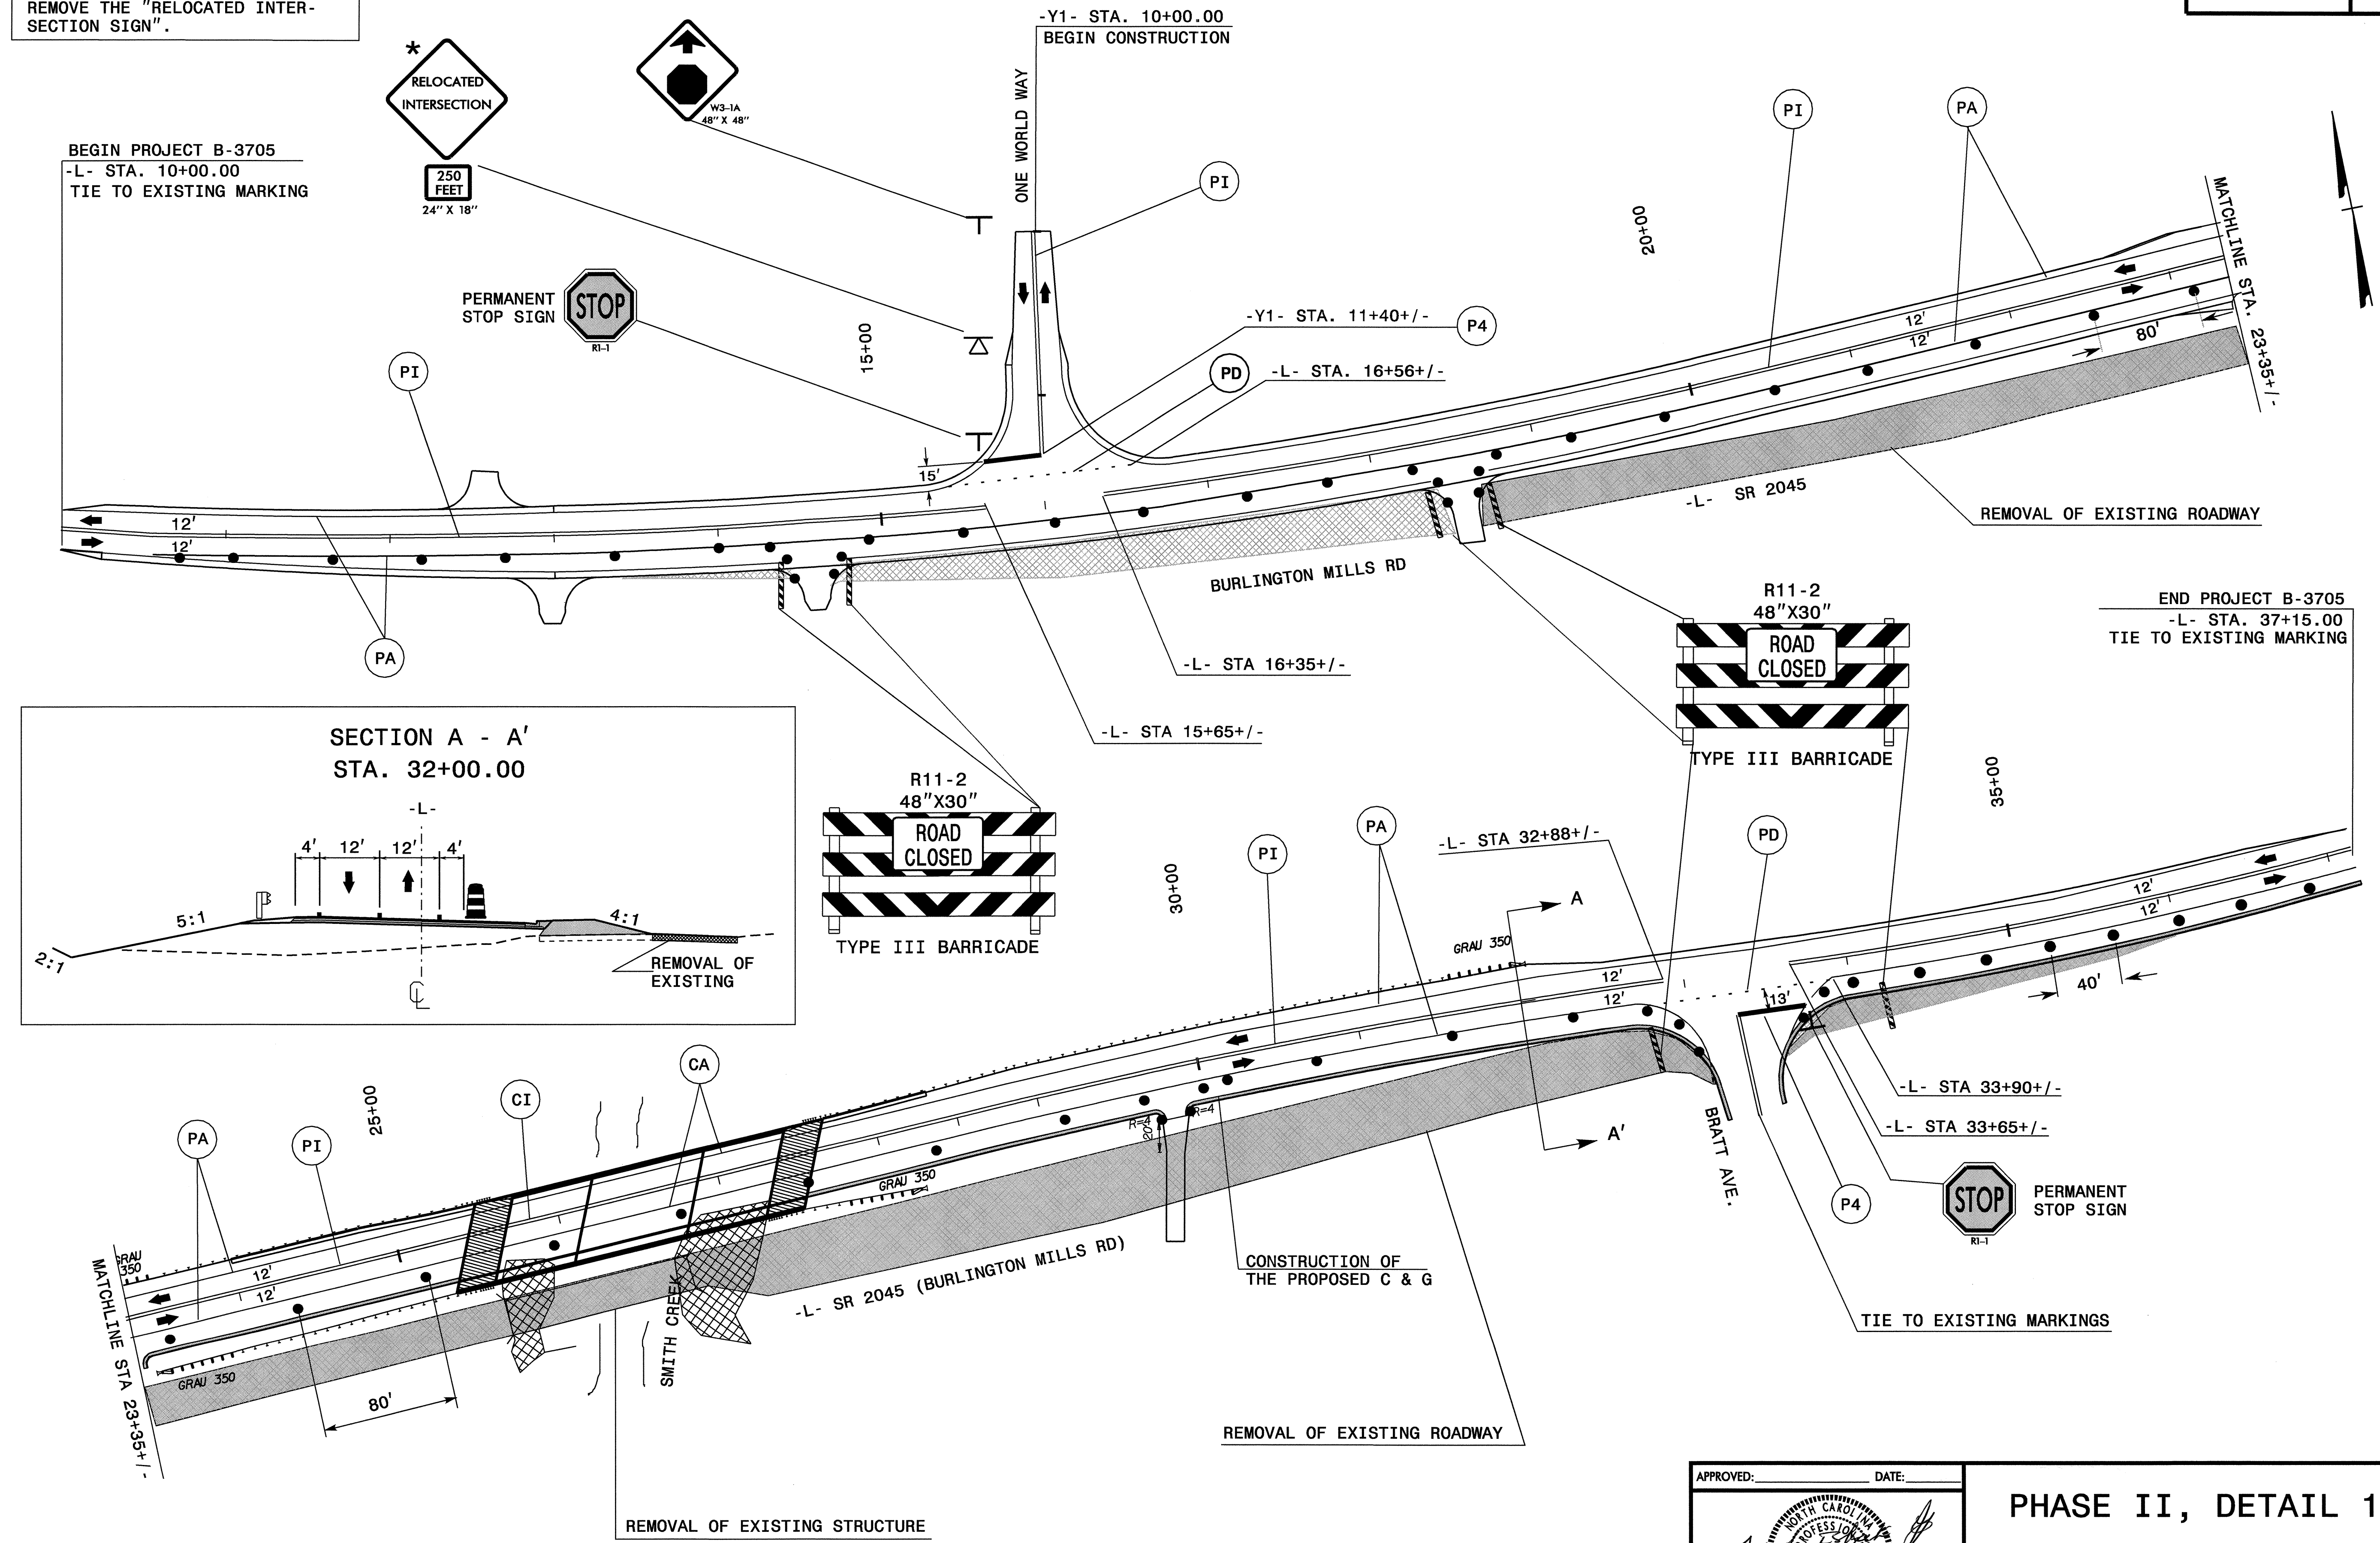 REMOVE THE "RELOCATED INTER-
SECTION SIGN".
*
RELOCATED
INTERSECTION
250
FEET
24" X 18"
W3-1A
48" X 48"
-Y1- STA. 10+00.00
BEGIN CONSTRUCTION
ONE WORLD WAY
BEGIN PROJECT B-3705
-L- STA. 10+00.00
TIE TO EXISTING MARKING
PERMANENT
STOP SIGN
STOP
R1-1
PI
PI
PI
PA
15+00
20+00
MATCHLINE STA. 23+35+/-
-Y1- STA. 11+40+/-
P4
PD
-L- STA. 16+56+/-
15'
12'
12'
12'
12'
80'
PA
-L- SR 2045
BURLINGTON MILLS RD
REMOVAL OF EXISTING ROADWAY
-L- STA 16+35+/-
-L- STA 15+65+/-
R11-2
48"X30"
ROAD
CLOSED
TYPE III BARRICADE
END PROJECT B-3705
-L- STA. 37+15.00
TIE TO EXISTING MARKING
SECTION A - A'
STA. 32+00.00
-L-
4'
12'
12'
4'
5:1
2:1
4:1
REMOVAL OF
EXISTING
CL
R11-2
48"X30"
ROAD
CLOSED
TYPE III BARRICADE
25+00
30+00
35+00
PA
PI
CI
CA
PI
PA
-L- STA 32+88+/-
PD
GRAU 350
A
A'
12'
12'
12'
12'
13'
40'
GRAU
350
12'
12'
MATCHLINE STA 23+35+/-
GRAU 350
80'
GRAU 350
R=4
R=4
20'
SMITH CREEK
-L- SR 2045 (BURLINGTON MILLS RD)
BRATT AVE.
-L- STA 33+90+/-
-L- STA 33+65+/-
P4
STOP
R1-1
PERMANENT
STOP SIGN
CONSTRUCTION OF
THE PROPOSED C & G
TIE TO EXISTING MARKINGS
REMOVAL OF EXISTING ROADWAY
REMOVAL OF EXISTING STRUCTURE
APPROVED:
DATE:
NORTH CAROLINA
PHASE II, DETAIL 1